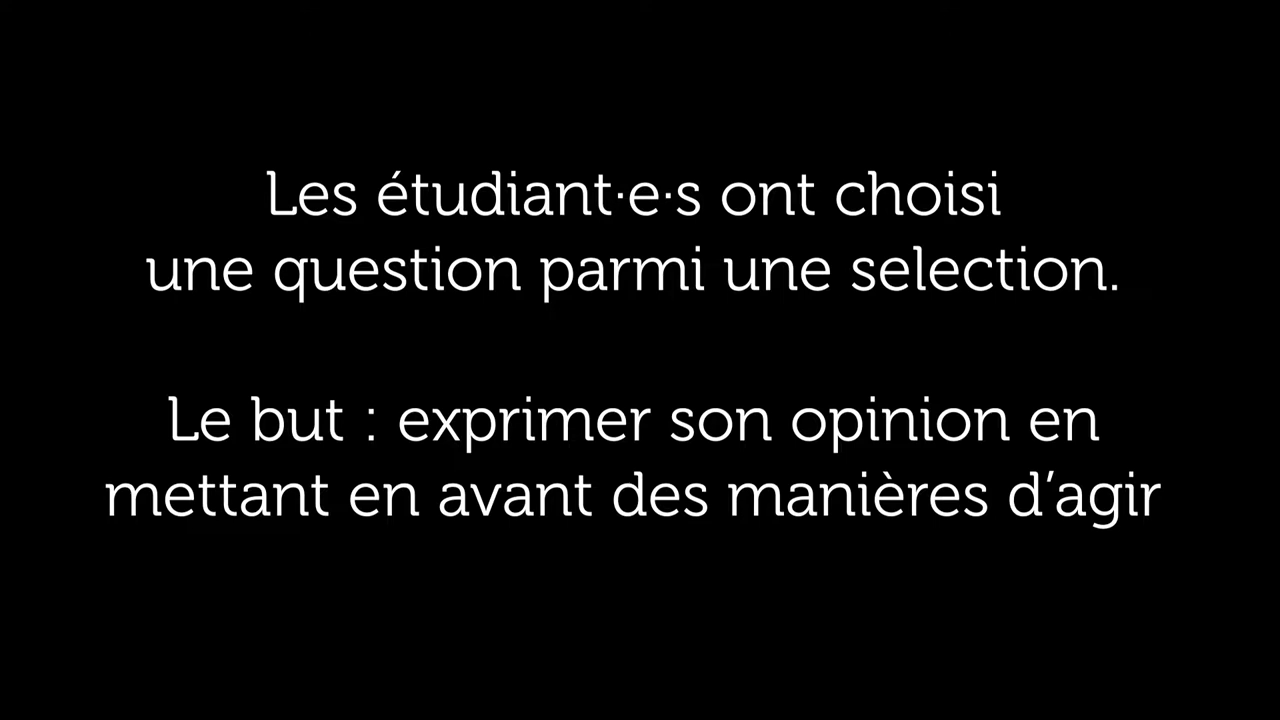 Les étudiant·e·s ont choisi
une question parmi une selection.
Le but : exprimer son opinion en
mettant en avant des manières d’agir